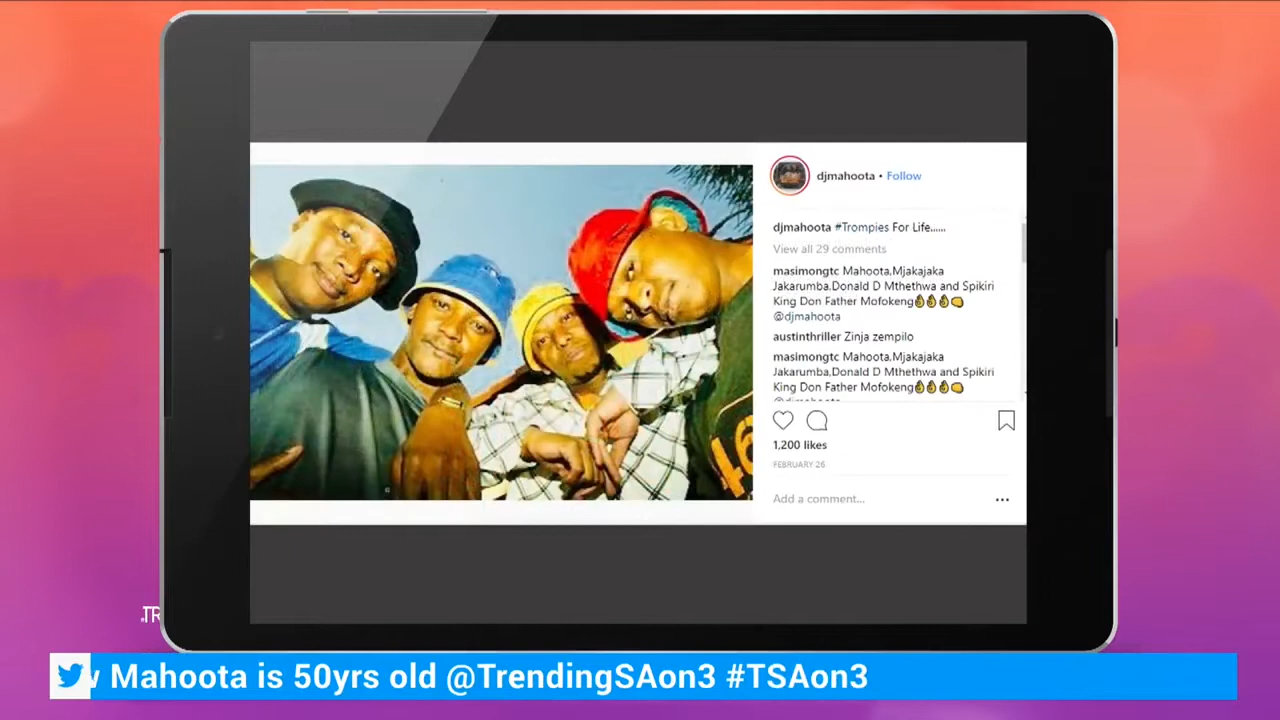 djmahoota • Follow
djmahoota #Trompies For Life......
View all 29 comments
masimongtc Mahoota,Mjakajaka
Jakarumba,Donald D Mthethwa and Spikiri
King Don Father Mofokeng👌👌👌👊
@djmahoota
austinthriller Zinja zempilo
masimongtc Mahoota,Mjakajaka
Jakarumba,Donald D Mthethwa and Spikiri
King Don Father Mofokeng👌👌👌👊
@djmahoota
1,200 likes
FEBRUARY 26
Add a comment...
.TR
w Mahoota is 50yrs old @TrendingSAon3 #TSAon3